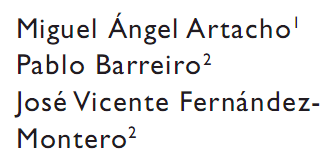 Miguel Ángel Artacho¹
Pablo Barreiro²
José Vicente Fernández-
Montero²